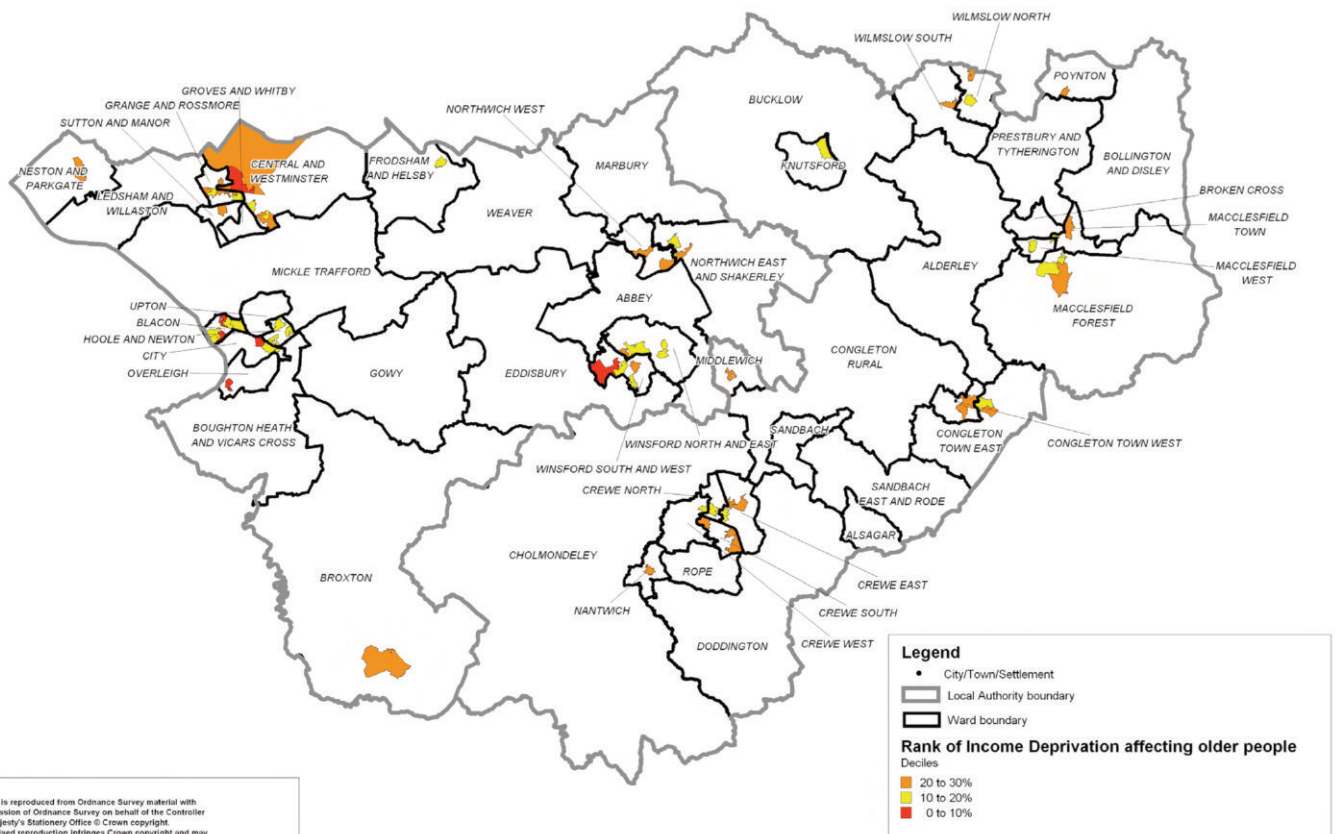 WILMSLOW NORTH
WILMSLOW SOUTH
POYNTON
GROVES AND WHITBY
GRANGE AND ROSSMORE
SUTTON AND MANOR
NORTHWICH WEST
BUCKLOW
PRESTBURY AND
TYTHERINGTON
BOLLINGTON
AND DISLEY
NESTON AND
PARKGATE
CENTRAL AND
WESTMINSTER
FRODSHAM
AND HELSBY
MARBURY
KNUTSFORD
LEDSHAM AND
WILLASTON
WEAVER
BROKEN CROSS
MACCLESFIELD
TOWN
MICKLE TRAFFORD
NORTHWICH EAST
AND SHAKERLEY
ALDERLEY
MACCLESFIELD
WEST
ABBEY
MACCLESFIELD
FOREST
UPTON
BLACON
HOOLE AND NEWTON
CITY
OVERLEIGH
GOWY
EDDISBURY
MIDDLEWICH
CONGLETON
RURAL
BOUGHTON HEATH
AND VICARS CROSS
SANDBACH
CONGLETON
TOWN EAST
CONGLETON TOWN WEST
WINSFORD NORTH AND EAST
WINSFORD SOUTH AND WEST
CREWE NORTH
SANDBACH
EAST AND RODE
ALSAGAR
CHOLMONDELEY
BROXTON
ROPE
CREWE EAST
NANTWICH
CREWE SOUTH
CREWE WEST
DODDINGTON
Legend
City/Town/Settlement
Local Authority boundary
Ward boundary
Rank of Income Deprivation affecting older people
Deciles
20 to 30%
10 to 20%
0 to 10%
is reproduced from Ordnance Survey material with
ssion of Ordnance Survey on behalf of the Controller
jesty's Stationery Office © Crown copyright.
ised reproduction infringes Crown copyright and may